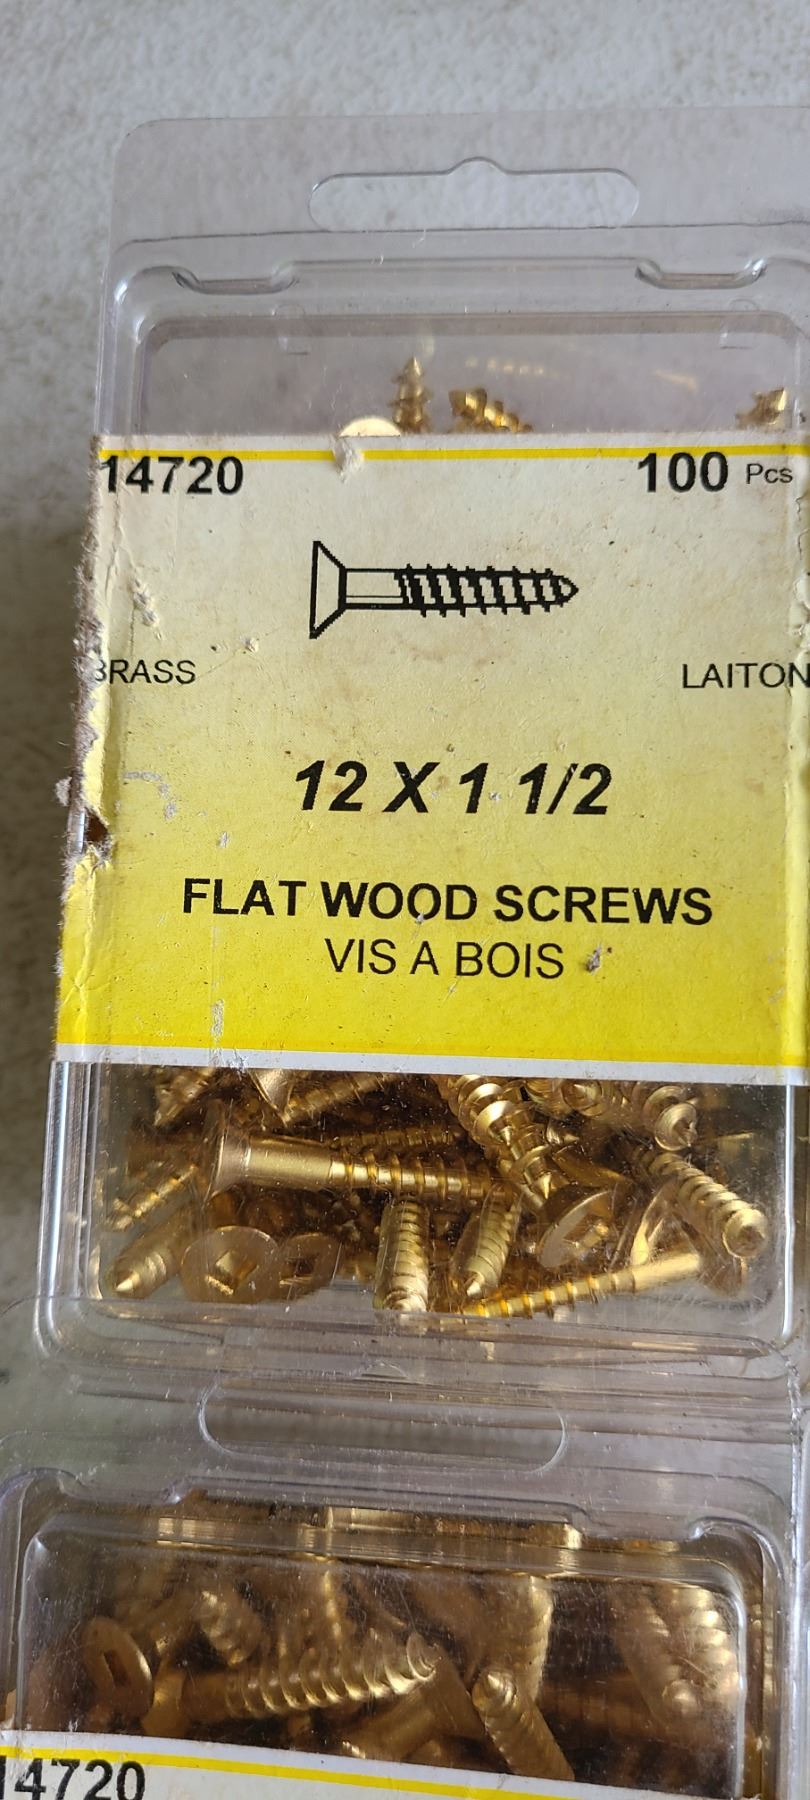 14720 100 Pcs
BRASS LAITON
12 X 1 1/2
FLAT WOOD SCREWS
VIS A BOIS
14720